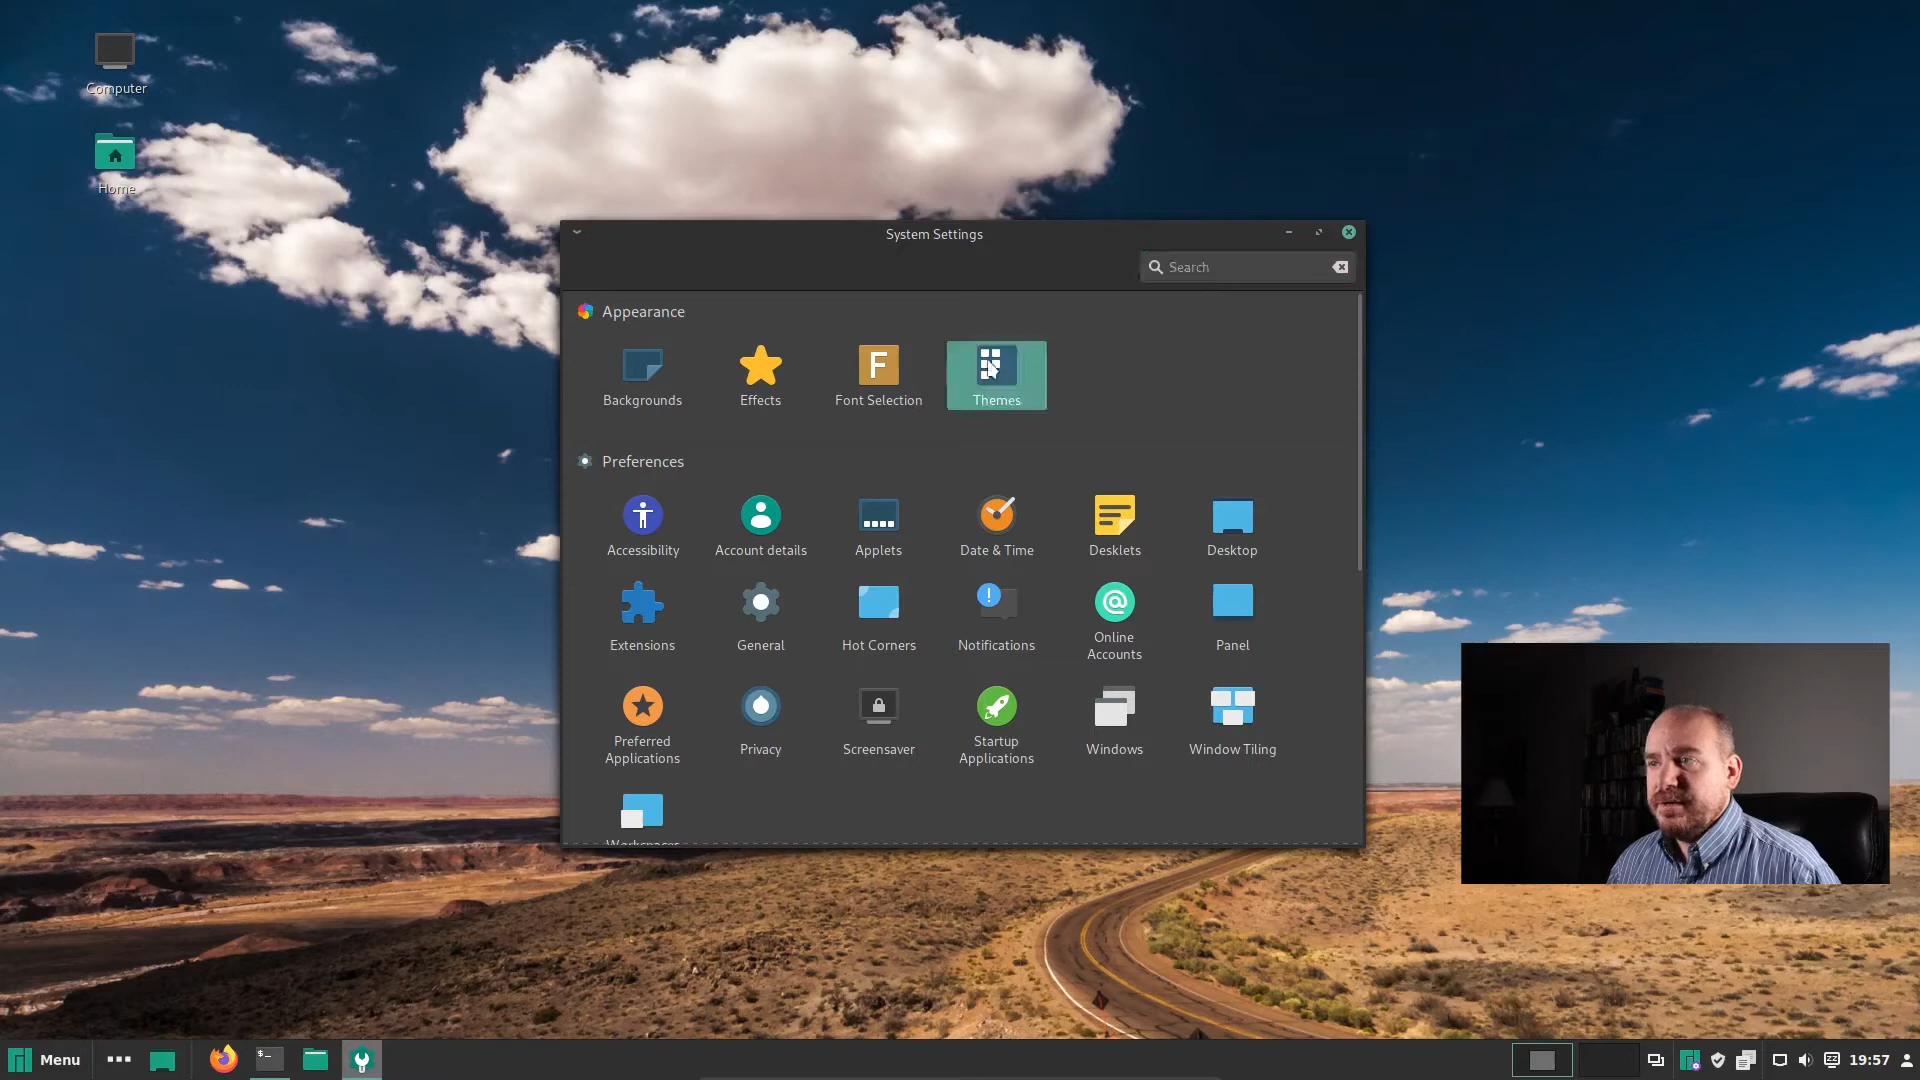 Computer
Home
System Settings
Search
Appearance
Backgrounds
Effects
F
Font Selection
Themes
Preferences
Accessibility
Account details
Applets
Date & Time
Desklets
Desktop
Extensions
General
Hot Corners
Notifications
Online
Accounts
Panel
Preferred
Applications
Privacy
Screensaver
Startup
Applications
Windows
Window Tiling
Workspaces
Menu
19:57